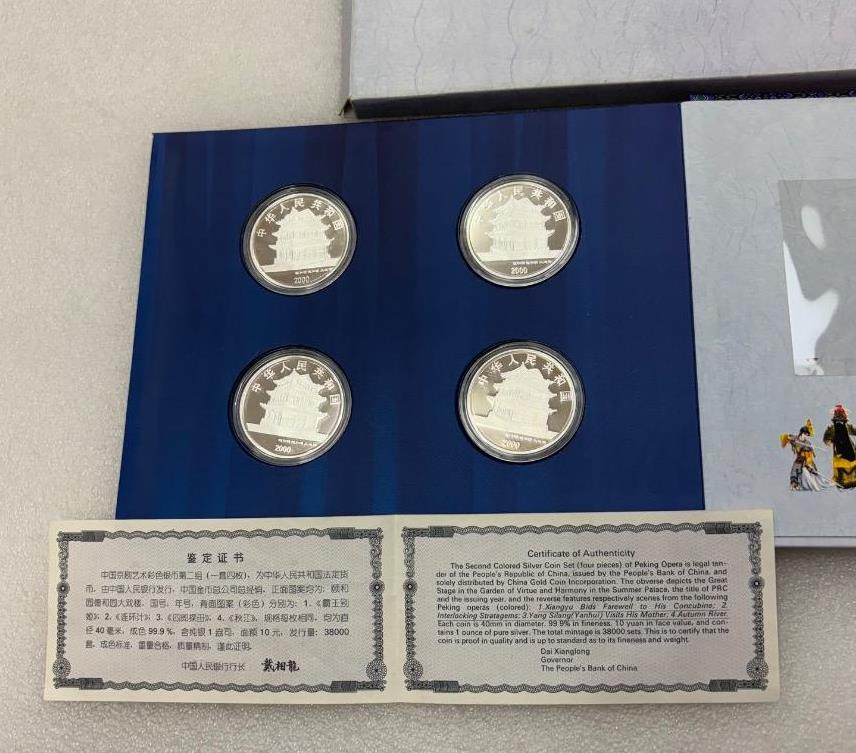 中华人民共和国
2000
中华人民共和国
2000
中华人民共和国
2000
中华人民共和国
2000
鉴定证书
中国京剧艺术彩色银币第二组（一套四枚），为中华人民共和国法定货
币，由中国人民银行发行，中国金币总公司总经销，正面图案均为：颐和
园德和园大戏楼、国号、年号，背面图案（彩色）分别为：1.《霸王别
姬》、2.《连环计》3.《四郎探母》4.《秋江》，规格每枚相同，均为直
径40毫米，成色99.9%，含纯银1盎司，面额10元，发行量：38000
套，成色标准，重量合格，质量精制，谨此证明。
中国人民银行行长 戴相龙
Certificate of Authenticity
The Second Colored Silver Coin Set (four pieces) of Peking Opera is legal ten-
der of the People's Republic of China, issued by the People's Bank of China, and
solely distributed by China Gold Coin Incorporation. The obverse depicts the Great
Stage in the Garden of Virtue and Harmony in the Summer Palace, the title of PRC
and the issuing year, and the reverse features respectively scenes from the following
Peking operas (colored): 1.Xiangyu Bids Farewell to His Concubine; 2.
Interlocking Stratagems; 3.Yang Silang(Yanhui) Visits His Mother; 4.Autumn River.
Each coin is 40mm in diameter, 99.9% in fineness, 10 yuan in face value, and con-
tains 1 ounce of pure silver. The total mintage is 38000 sets. This is to certify that the
coin is proof in quality and is up to standard as to its fineness and weight.
Dai Xianglong
Governor
The People's Bank of China